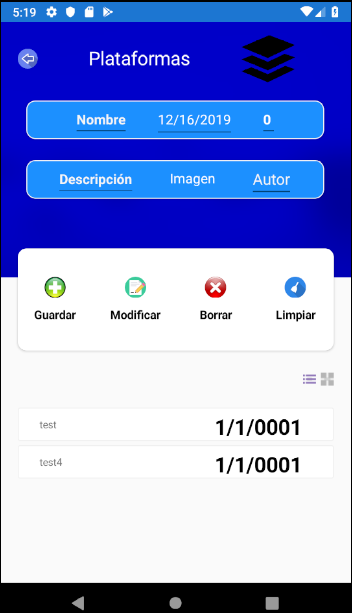 5:19
Plataformas
Nombre 12/16/2019 0
Descripción Imagen Autor
Guardar Modificar Borrar Limpiar
test 1/1/0001
test4 1/1/0001